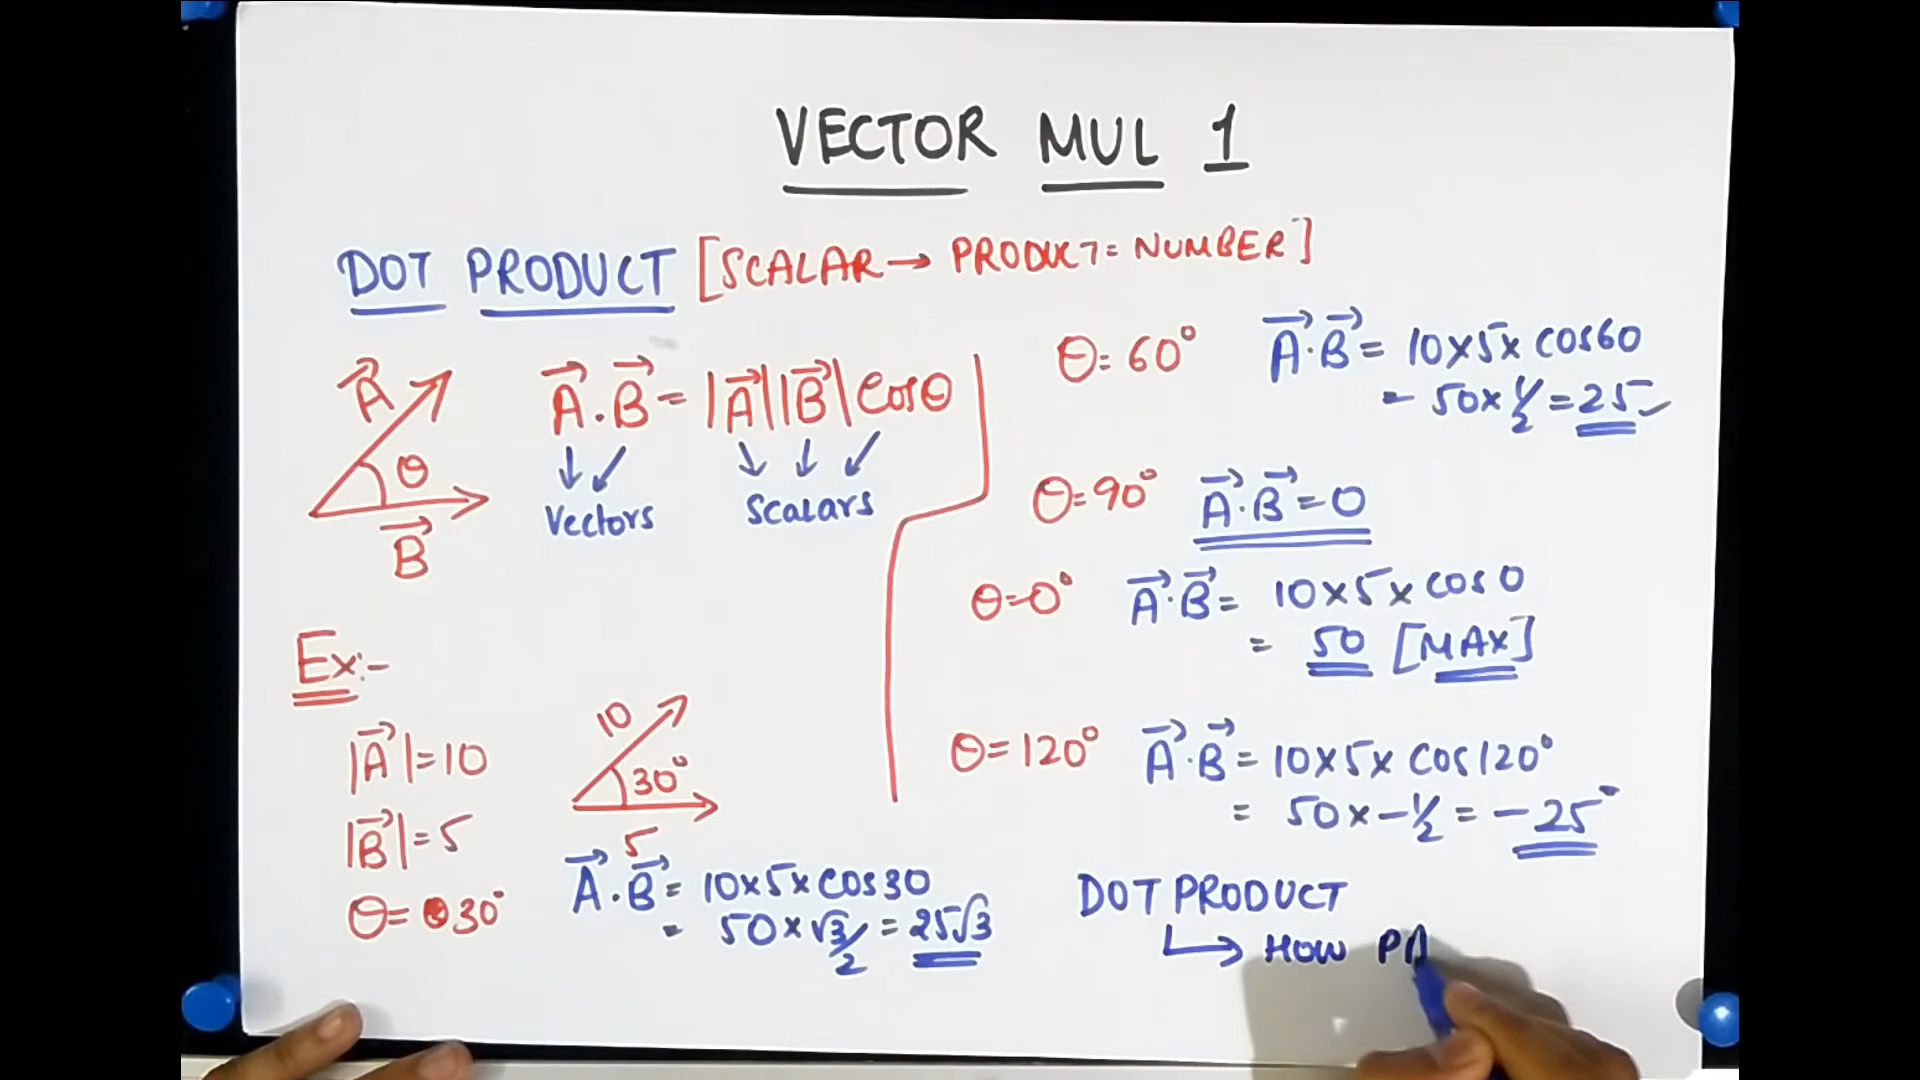 VECTOR MUL 1
DOT PRODUCT [SCALAR → PRODUCT = NUMBER]
A⃗
θ
B⃗
A⃗.B⃗ = |A⃗||B⃗|cosθ
Vectors
Scalars
Ex:-
|A⃗|=10
|B⃗|=5
θ= 30°
10
30°
5
A⃗.B⃗ = 10×5×cos30
= 50×√3/2 = 25√3
θ= 60° A⃗.B⃗ = 10×5×cos60
= 50×1/2 = 25
θ=90° A⃗.B⃗=0
θ=0° A⃗.B⃗ = 10×5×cos0
= 50 [MAX]
θ=120° A⃗.B⃗ = 10×5×cos120°
= 50×-1/2 = -25
DOT PRODUCT
↳ HOW